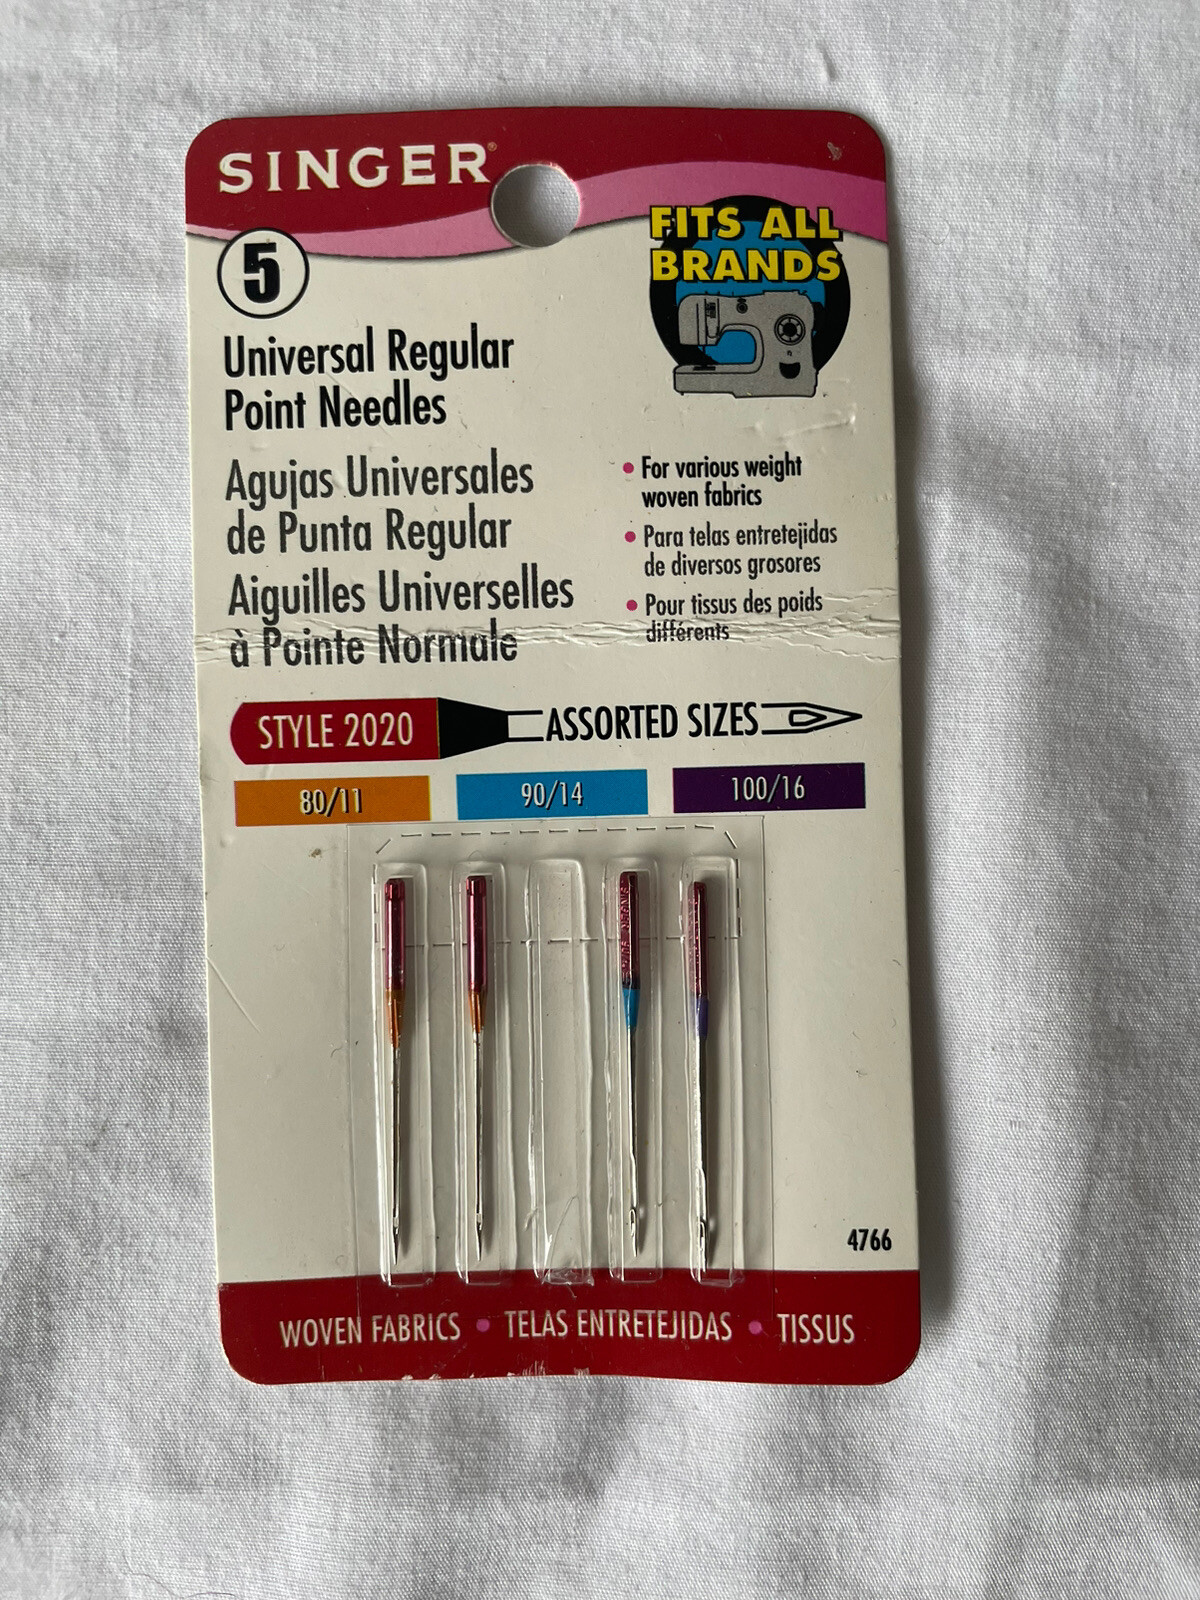 SINGER®
5
FITS ALL
BRANDS
Universal Regular
Point Needles
Agujas Universales
de Punta Regular
Aiguilles Universelles
à Pointe Normale
• For various weight
woven fabrics
• Para telas entretejidas
de diversos grosores
• Pour tissus des poids
différents
STYLE 2020
ASSORTED SIZES
80/11
90/14
100/16
SINGER
4766
WOVEN FABRICS • TELAS ENTRETEJIDAS • TISSUS